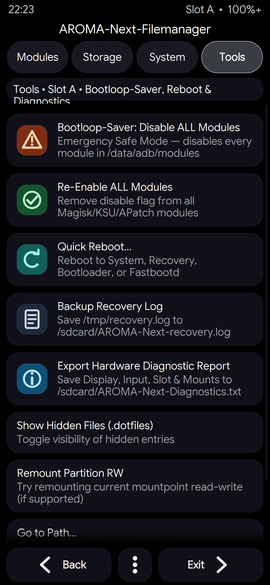 22:23
Slot A • 100%+
AROMA-Next-Filemanager
Modules
Storage
System
Tools
Tools • Slot A • Bootloop-Saver, Reboot &
Diagnostics
Bootloop-Saver: Disable ALL Modules
Emergency Safe Mode — disables every
module in /data/adb/modules
Re-Enable ALL Modules
Remove disable flag from all
Magisk/KSU/APatch modules
Quick Reboot...
Reboot to System, Recovery,
Bootloader, or Fastbootd
Backup Recovery Log
Save /tmp/recovery.log to
/sdcard/AROMA-Next-recovery.log
Export Hardware Diagnostic Report
Save Display, Input, Slot & Mounts to
/sdcard/AROMA-Next-Diagnostics.txt
Show Hidden Files (.dotfiles)
Toggle visibility of hidden entries
Remount Partition RW
Try remounting current mountpoint read-write
(if supported)
Go to Path...
Back
Exit